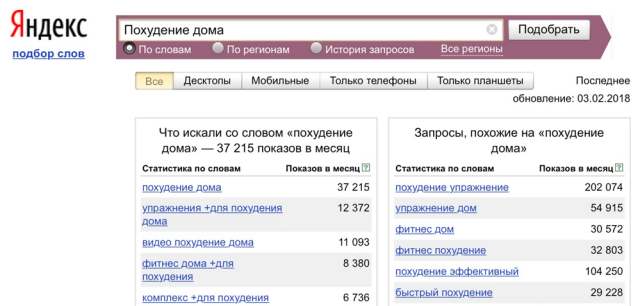 Яндекс
подбор слов
Похудение дома
Подобрать
По словам По регионам История запросов Все регионы
Все Десктопы Мобильные Только телефоны Только планшеты
Последнее
обновление: 03.02.2018
Что искали со словом «похудение
дома» — 37 215 показов в месяц
Статистика по словам Показов в месяц ?
похудение дома 37 215
упражнения +для похудения 12 372
дома
видео похудение дома 11 093
фитнес дома +для 8 380
похудения
комплекс +для похудения 6 736
Запросы, похожие на «похудение
дома»
Статистика по словам Показов в месяц ?
похудение упражнение 202 074
упражнение дом 54 915
фитнес дом 30 572
фитнес похудение 32 803
похудение эффективный 104 250
быстрый похудение 29 228